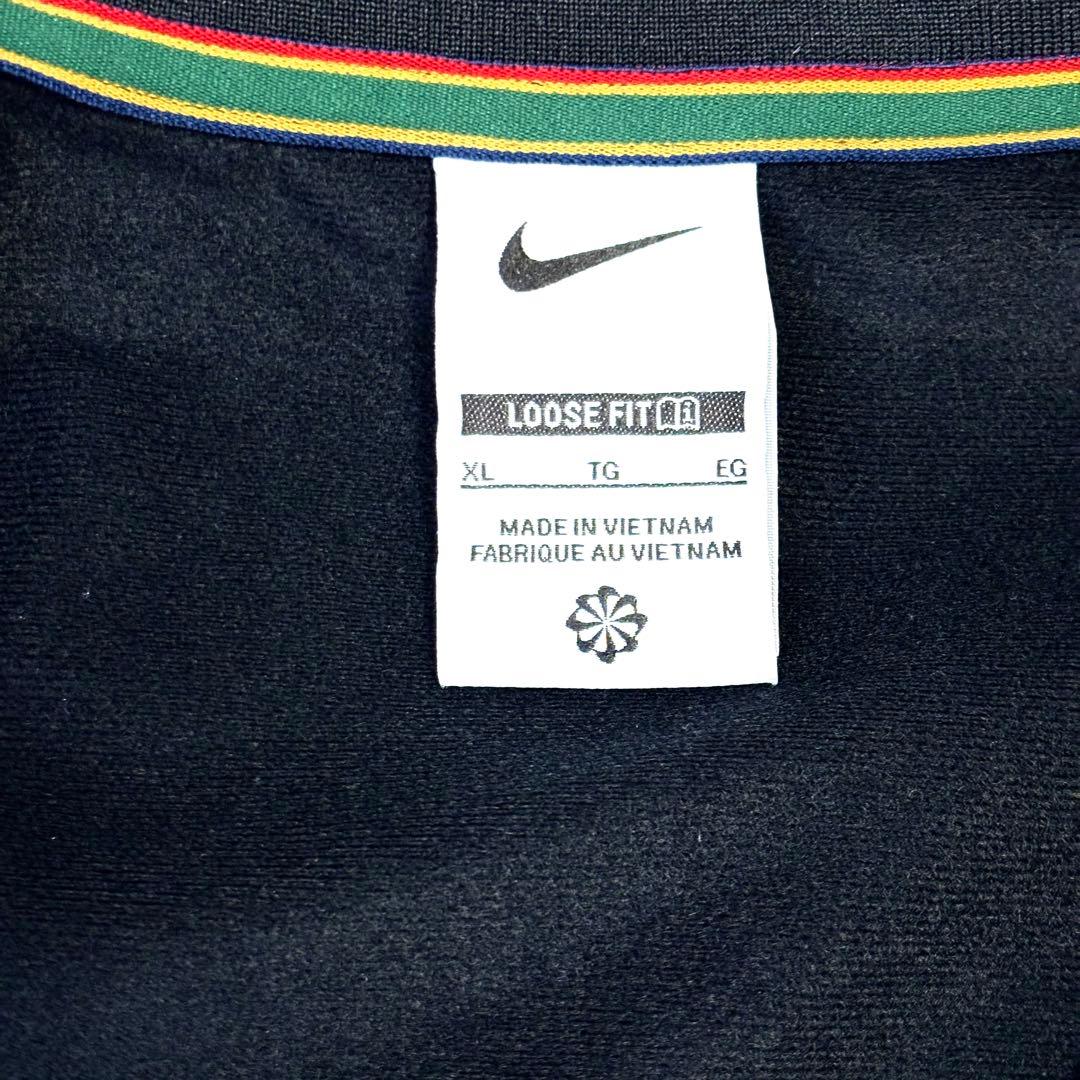 LOOSE FIT
XL TG EG
MADE IN VIETNAM
FABRIQUE AU VIETNAM